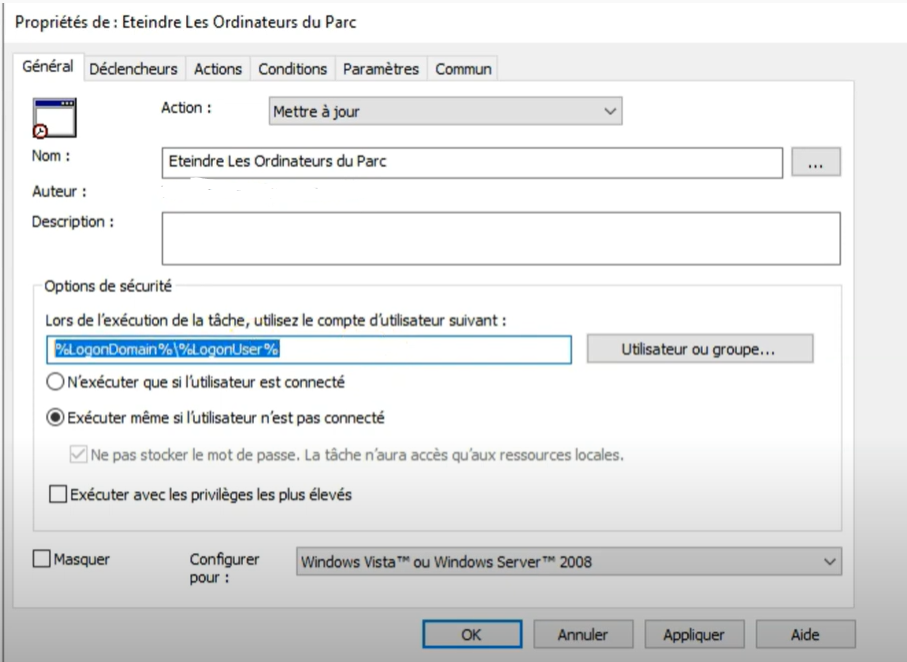 Propriétés de : Eteindre Les Ordinateurs du Parc
Général Déclencheurs Actions Conditions Paramètres Commun
Action : Mettre à jour
Nom : Eteindre Les Ordinateurs du Parc ...
Auteur :
Description :
Options de sécurité
Lors de l'exécution de la tâche, utilisez le compte d'utilisateur suivant :
%LogonDomain%\%LogonUser% Utilisateur ou groupe...
N'exécuter que si l'utilisateur est connecté
Exécuter même si l'utilisateur n'est pas connecté
Ne pas stocker le mot de passe. La tâche n'aura accès qu'aux ressources locales.
Exécuter avec les privilèges les plus élevés
Masquer Configurer pour : Windows Vista™ ou Windows Server™ 2008
OK Annuler Appliquer Aide